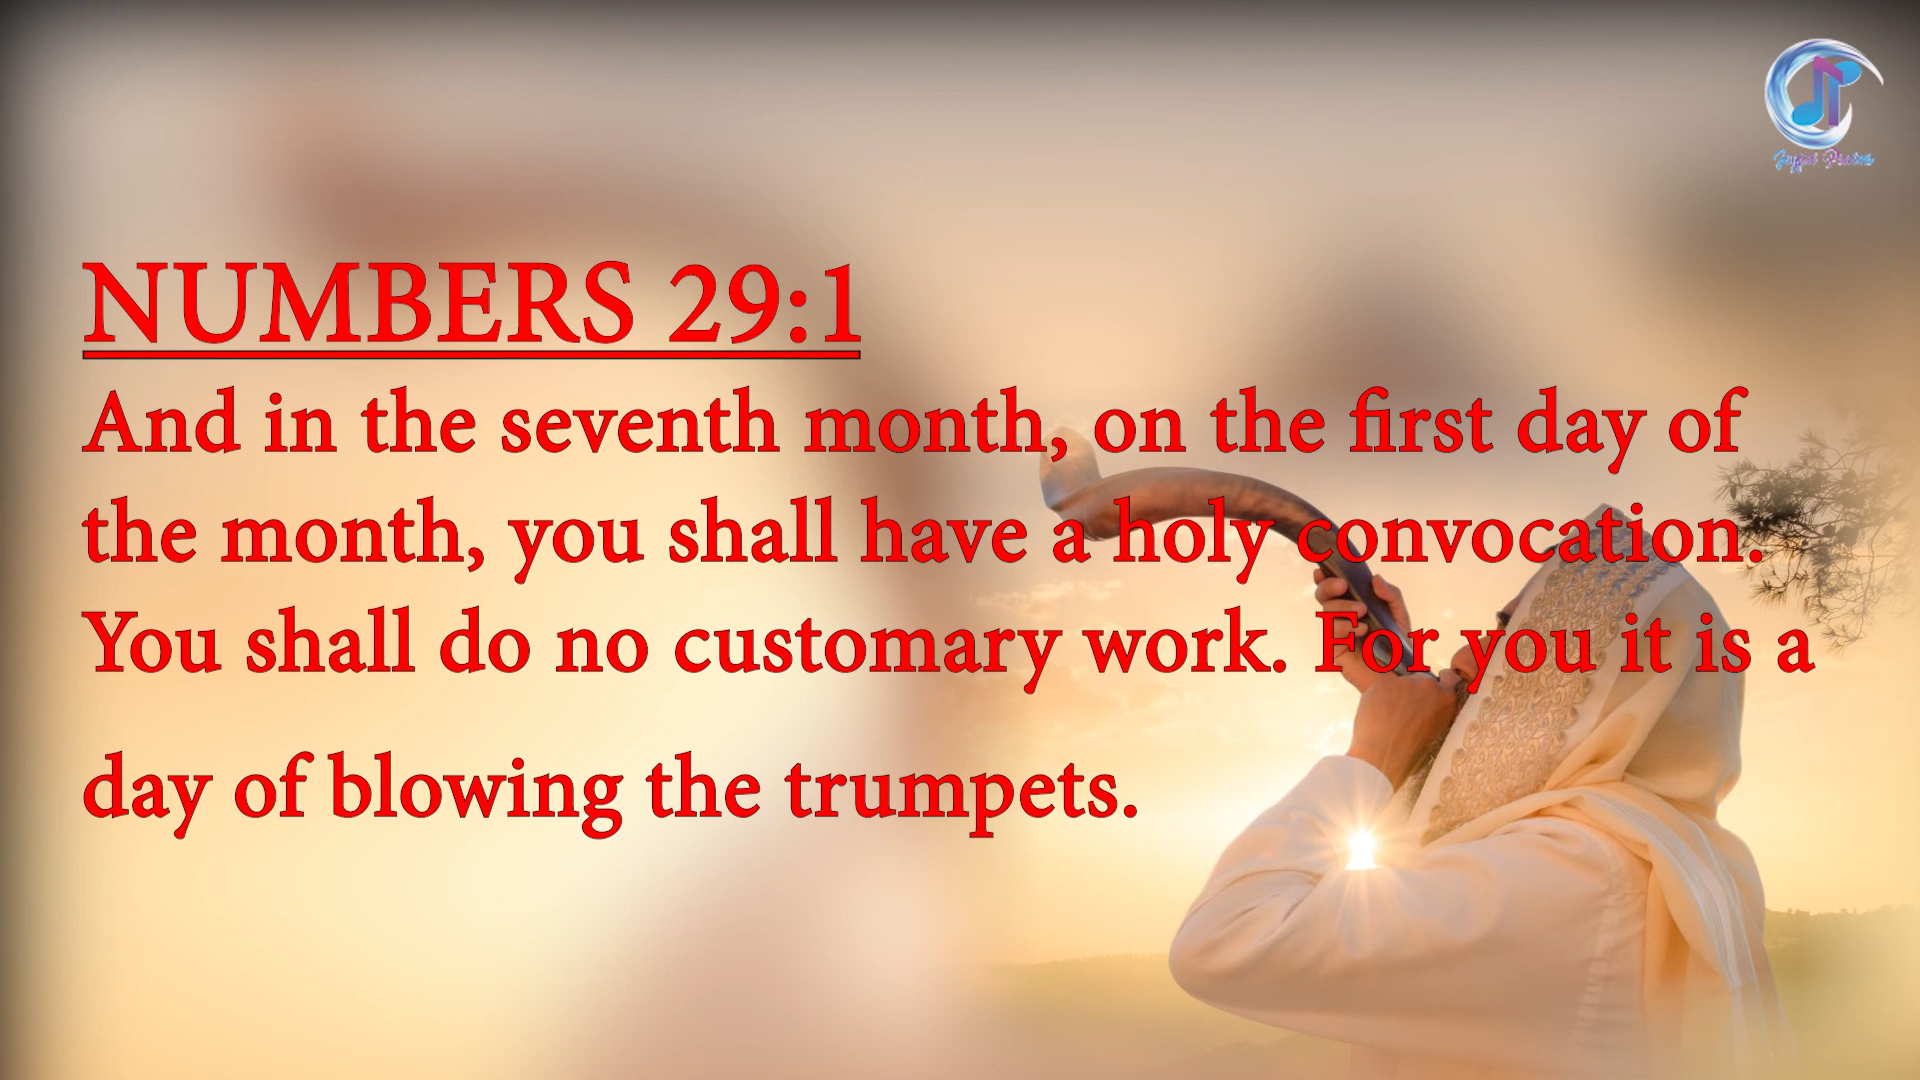 NUMBERS 29:1
And in the seventh month, on the first day of
the month, you shall have a holy convocation.
You shall do no customary work. For you it is a
day of blowing the trumpets.